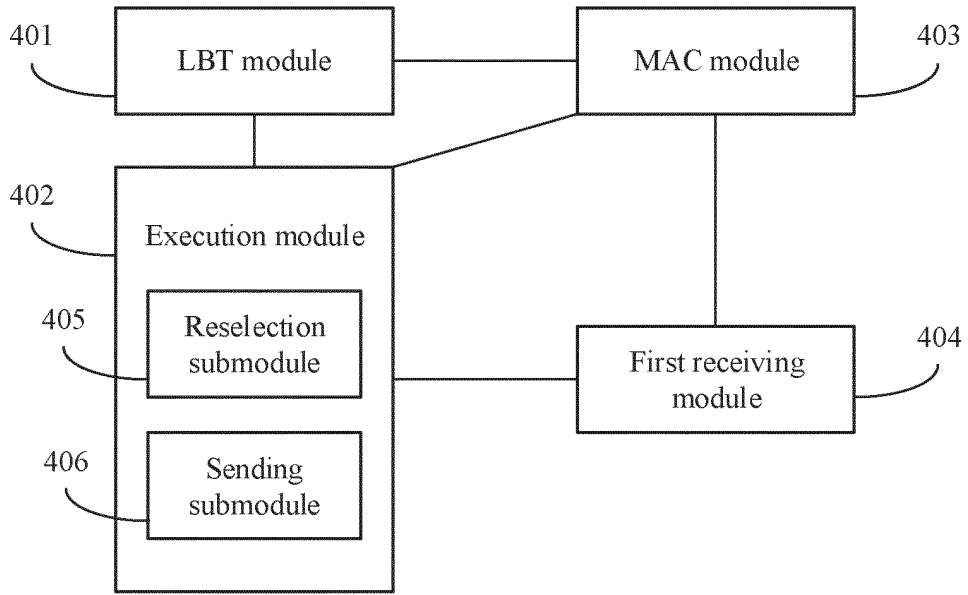 401
LBT module
MAC module
403
402
Execution module
405
Reselection
submodule
First receiving
module
404
406
Sending
submodule